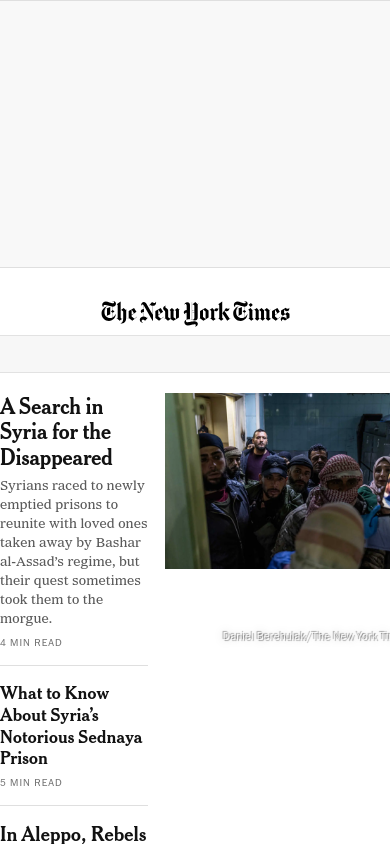 The New York Times
A Search in
Syria for the
Disappeared
Syrians raced to newly
emptied prisons to
reunite with loved ones
taken away by Bashar
al-Assad's regime, but
their quest sometimes
took them to the
morgue.
4 MIN READ
Daniel Berehulak/The New York
What to Know
About Syria's
Notorious Sednaya
Prison
5 MIN READ
In Aleppo, Rebels